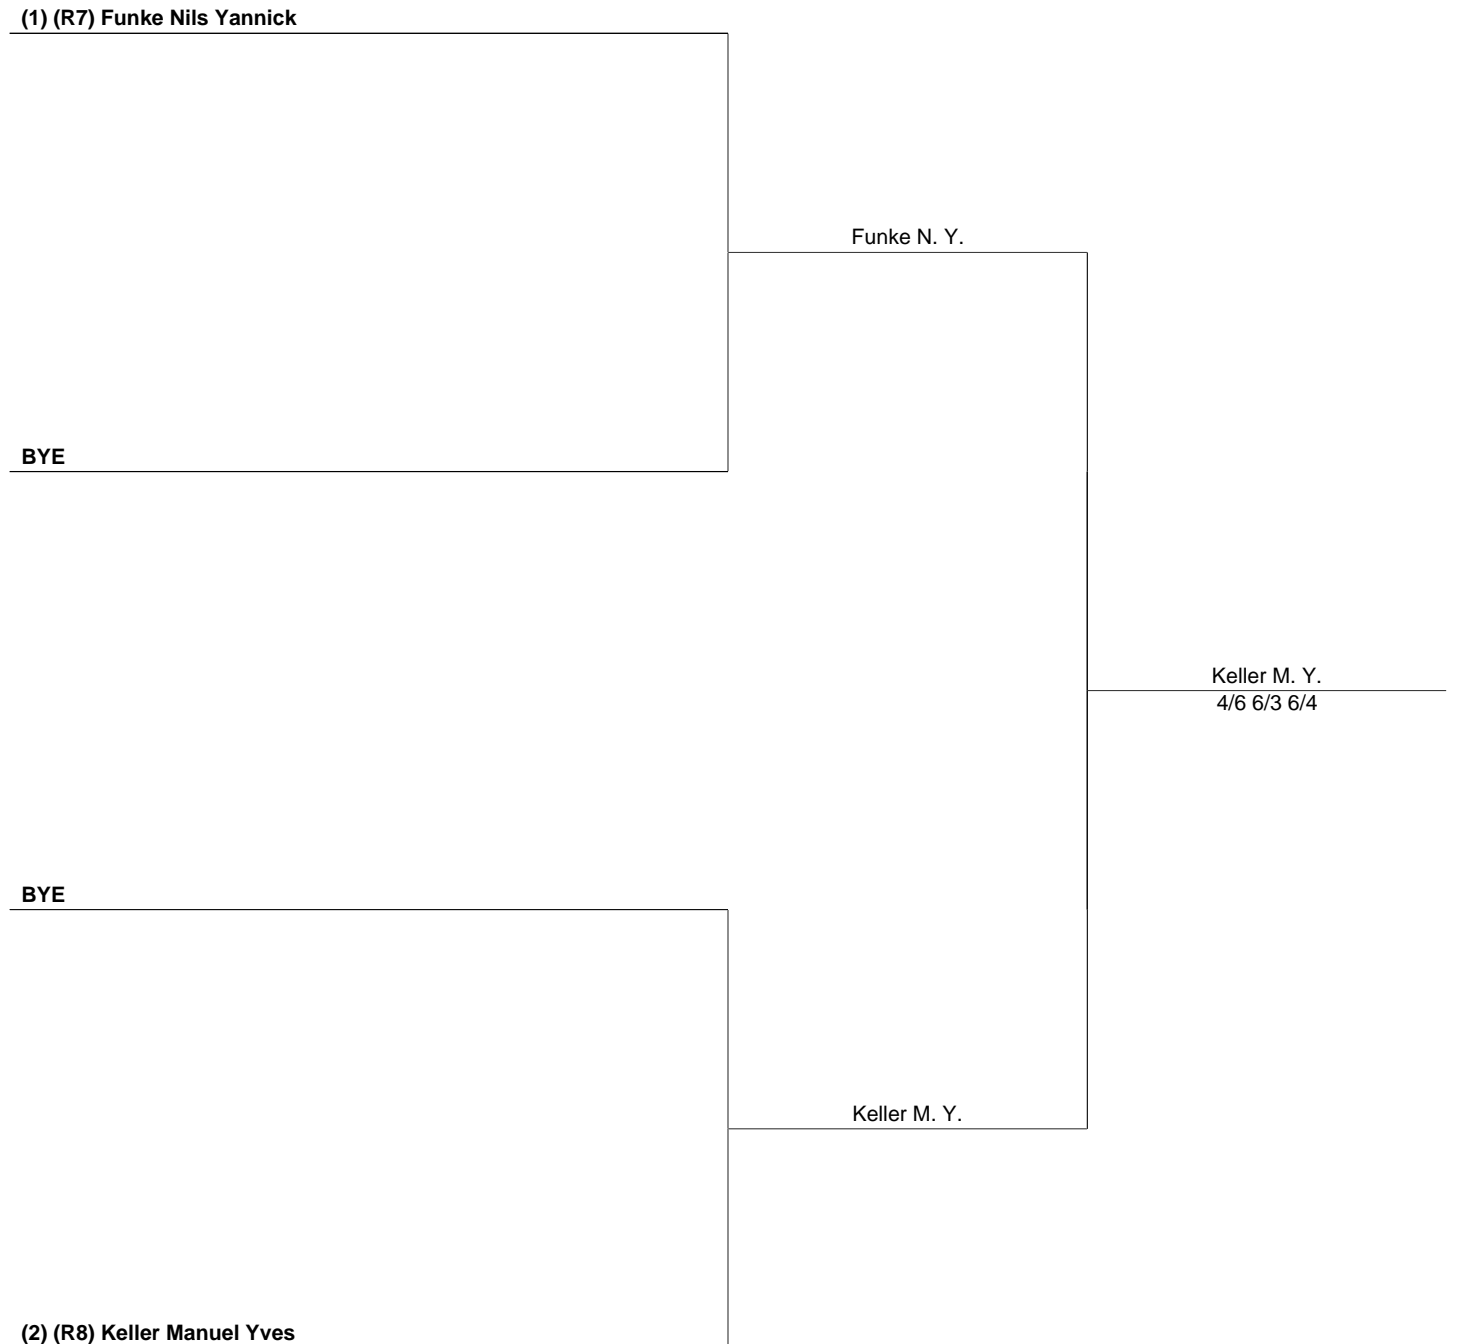 (1) (R7) Funke Nils Yannick
Funke N. Y.
BYE
Keller M. Y.
4/6 6/3 6/4
BYE
Keller M. Y.
(2) (R8) Keller Manuel Yves